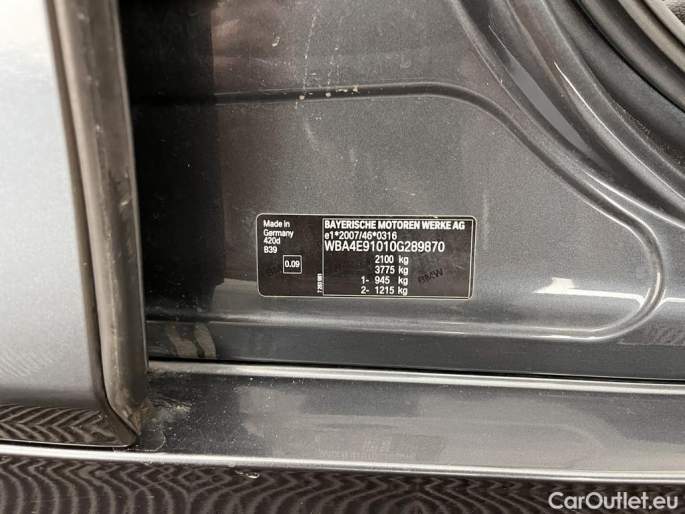 Made in
Germany
420d
B39
0.09
BAYERISCHE MOTOREN WERKE AG
e1*2007/46*0316
WBA4E91010G289870
2100 kg
3775 kg
1- 945 kg
2- 1215 kg
BMW
CarOutlet.eu